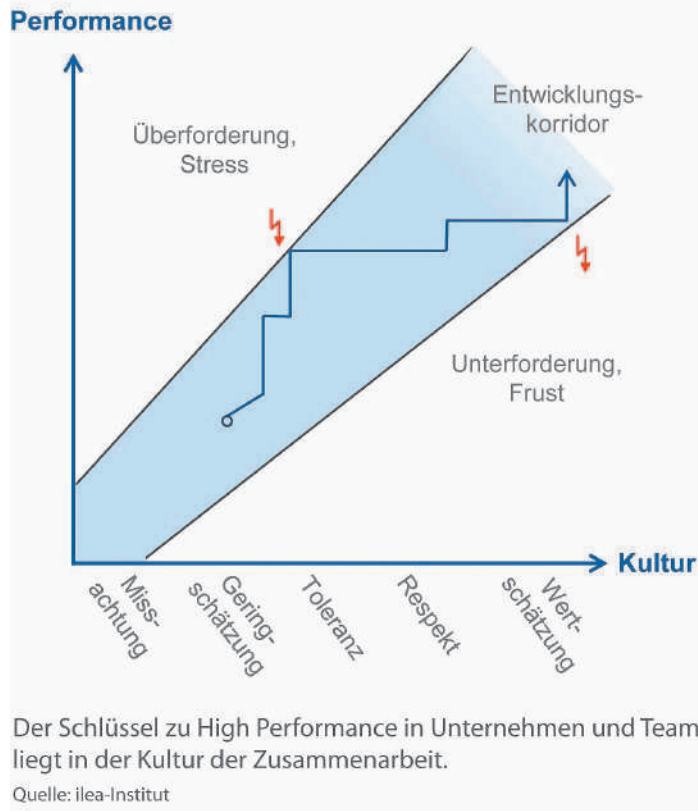 Performance
Entwicklungs-
korridor
Überforderung,
Stress
Unterforderung,
Frust
Kultur
Miss-
achtung
Gering-
schätzung
Toleranz
Respekt
Wert-
schätzung
Der Schlüssel zu High Performance in Unternehmen und Team
liegt in der Kultur der Zusammenarbeit.
Quelle: ilea-Institut